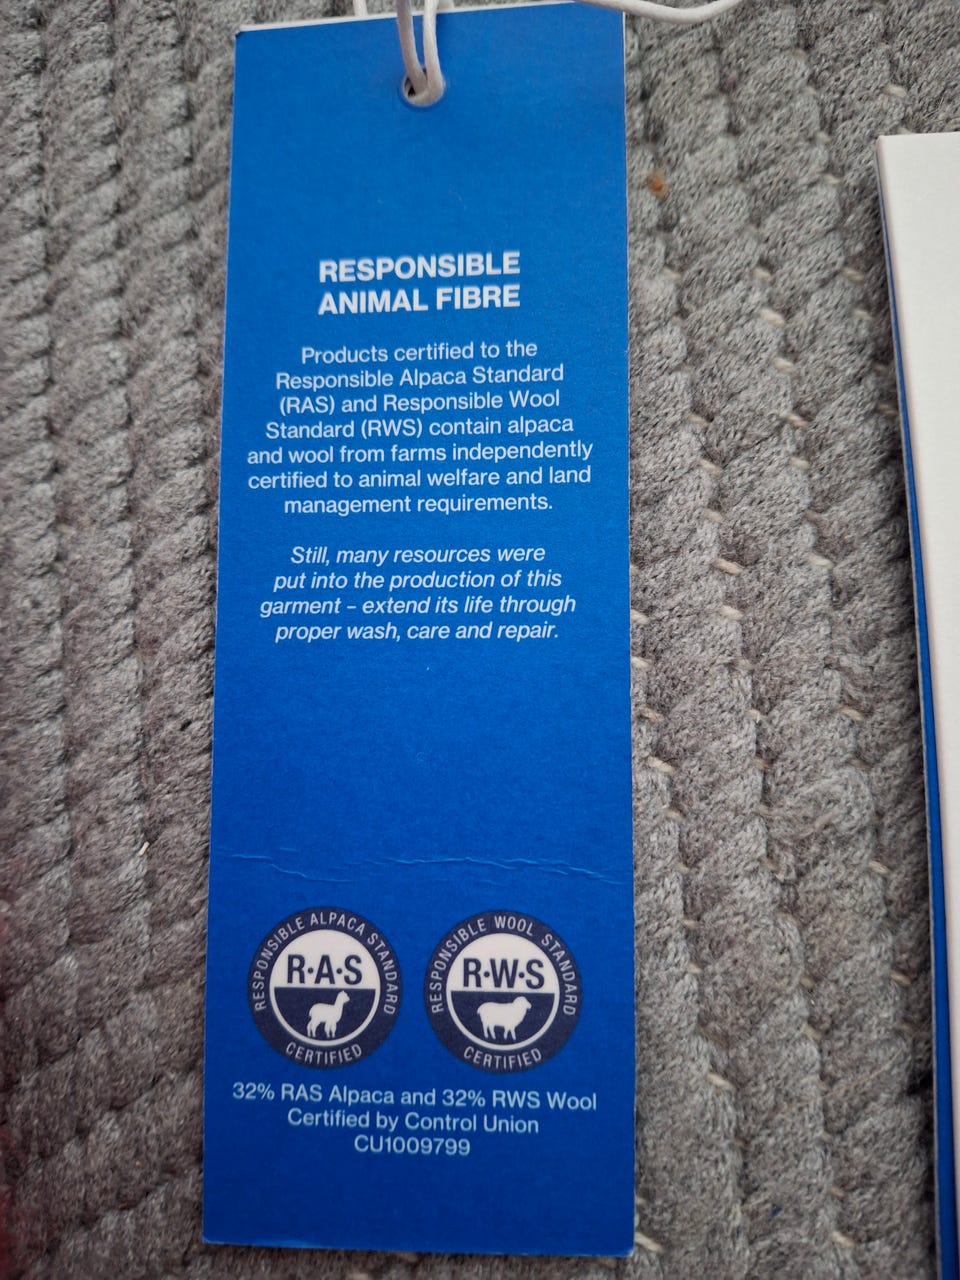 RESPONSIBLE
ANIMAL FIBRE
Products certified to the
Responsible Alpaca Standard
(RAS) and Responsible Wool
Standard (RWS) contain alpaca
and wool from farms independently
certified to animal welfare and land
management requirements.
Still, many resources were
put into the production of this
garment – extend its life through
proper wash, care and repair.
RESPONSIBLE ALPACA STANDARD
R·A·S
CERTIFIED
RESPONSIBLE WOOL STANDARD
R·W·S
CERTIFIED
32% RAS Alpaca and 32% RWS Wool
Certified by Control Union
CU1009799